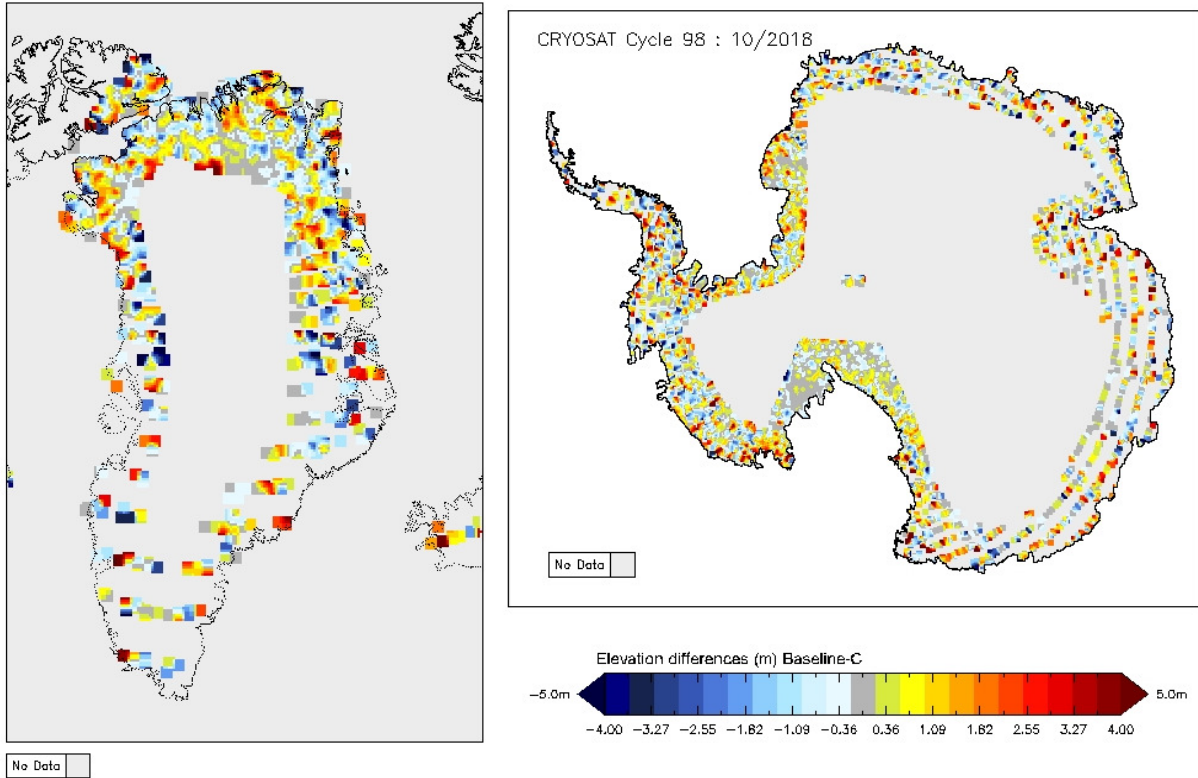 CRYOSAT Cycle 98 : 10/2018
No Data
Elevation differences (m) Baseline-C
-5.0m
5.0m
-4.00 -3.27 -2.55 -1.82 -1.09 -0.36 0.36 1.09 1.82 2.55 3.27 4.00
No Data